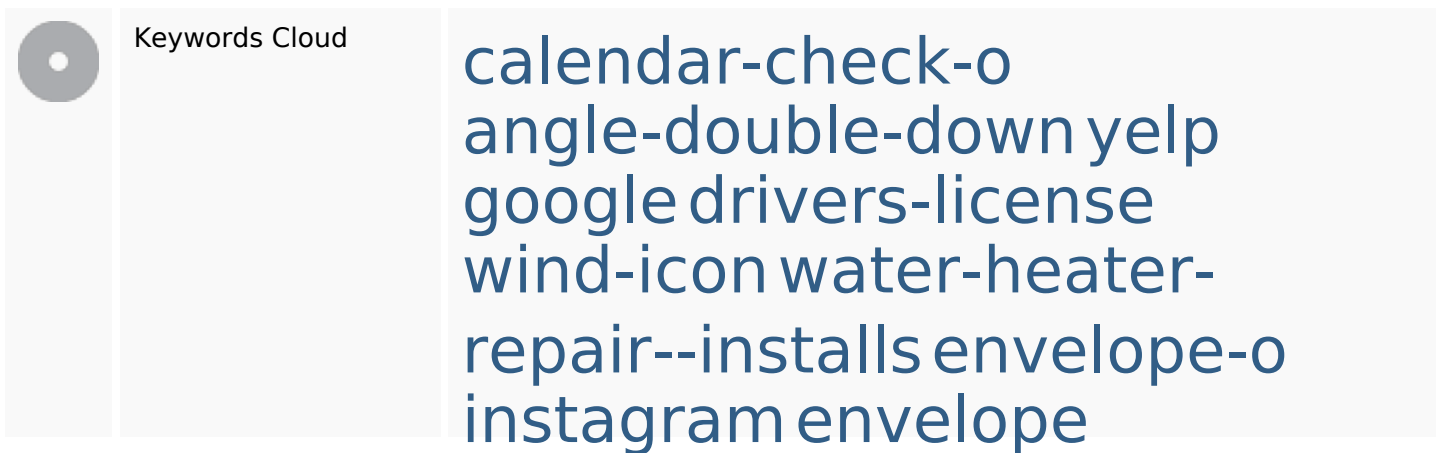 Keywords Cloud
calendar-check-o
angle-double-down yelp
google drivers-license
wind-icon water-heater-
repair--installs envelope-o
instagram envelope